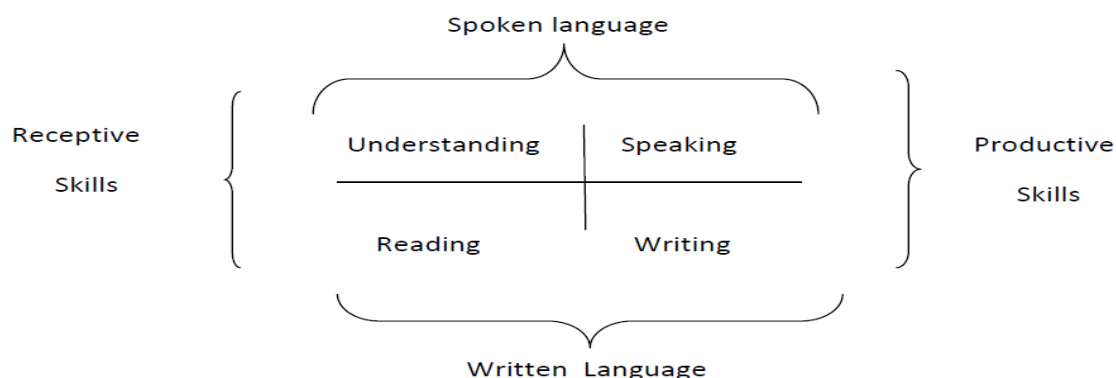 Spoken language
Understanding Speaking
Receptive Skills
Productive Skills
Reading Writing
Written Language